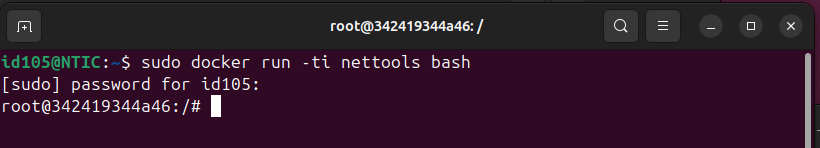 root@342419344a46: /
id105@NTIC:~$ sudo docker run -ti nettools bash
[sudo] password for id105:
root@342419344a46:/#